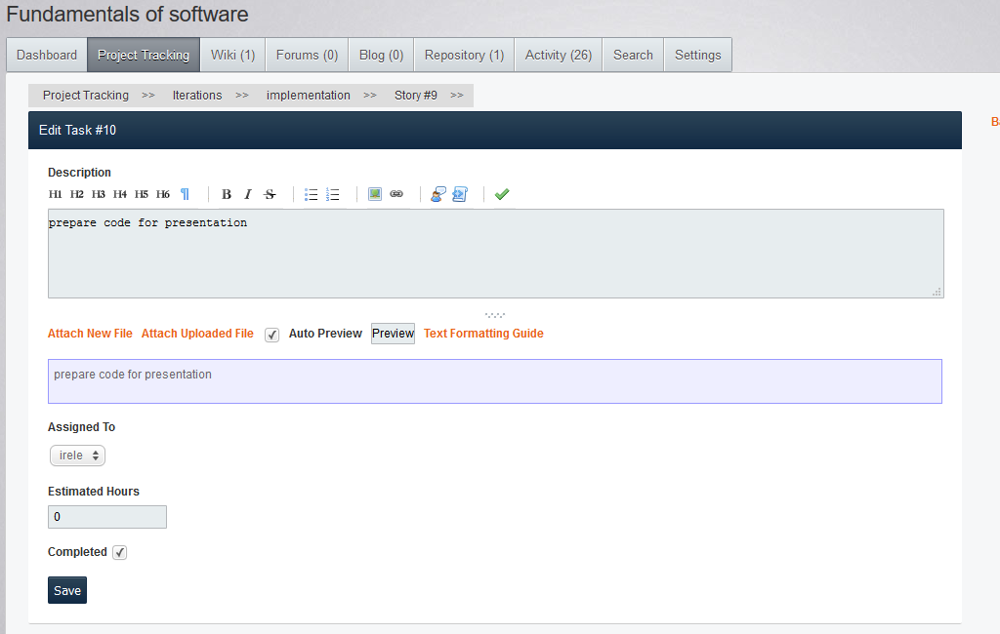 Fundamentals of software
Dashboard Project Tracking Wiki (1) Forums (0) Blog (0) Repository (1) Activity (26) Search Settings
Project Tracking >> Iterations >> implementation >> Story #9 >>
Edit Task #10
Description
H1 H2 H3 H4 H5 H6 ¶ B I S
prepare code for presentation
Attach New File Attach Uploaded File Auto Preview Preview Text Formatting Guide
prepare code for presentation
Assigned To
irele
Estimated Hours
0
Completed
Save